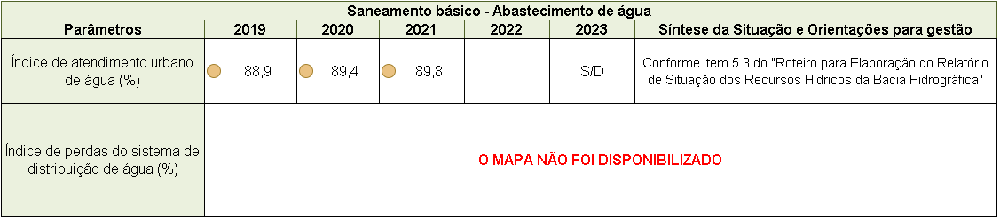 Saneamento básico - Abastecimento de água
Parâmetros 2019 2020 2021 2022 2023 Síntese da Situação e Orientações para gestão
Índice de atendimento urbano
de água (%)
88,9 89,4 89,8 S/D
Conforme item 5.3 do "Roteiro para Elaboração do Relatório
de Situação dos Recursos Hídricos da Bacia Hidrográfica"
Índice de perdas do sistema de
distribuição de água (%)
O MAPA NÃO FOI DISPONIBILIZADO